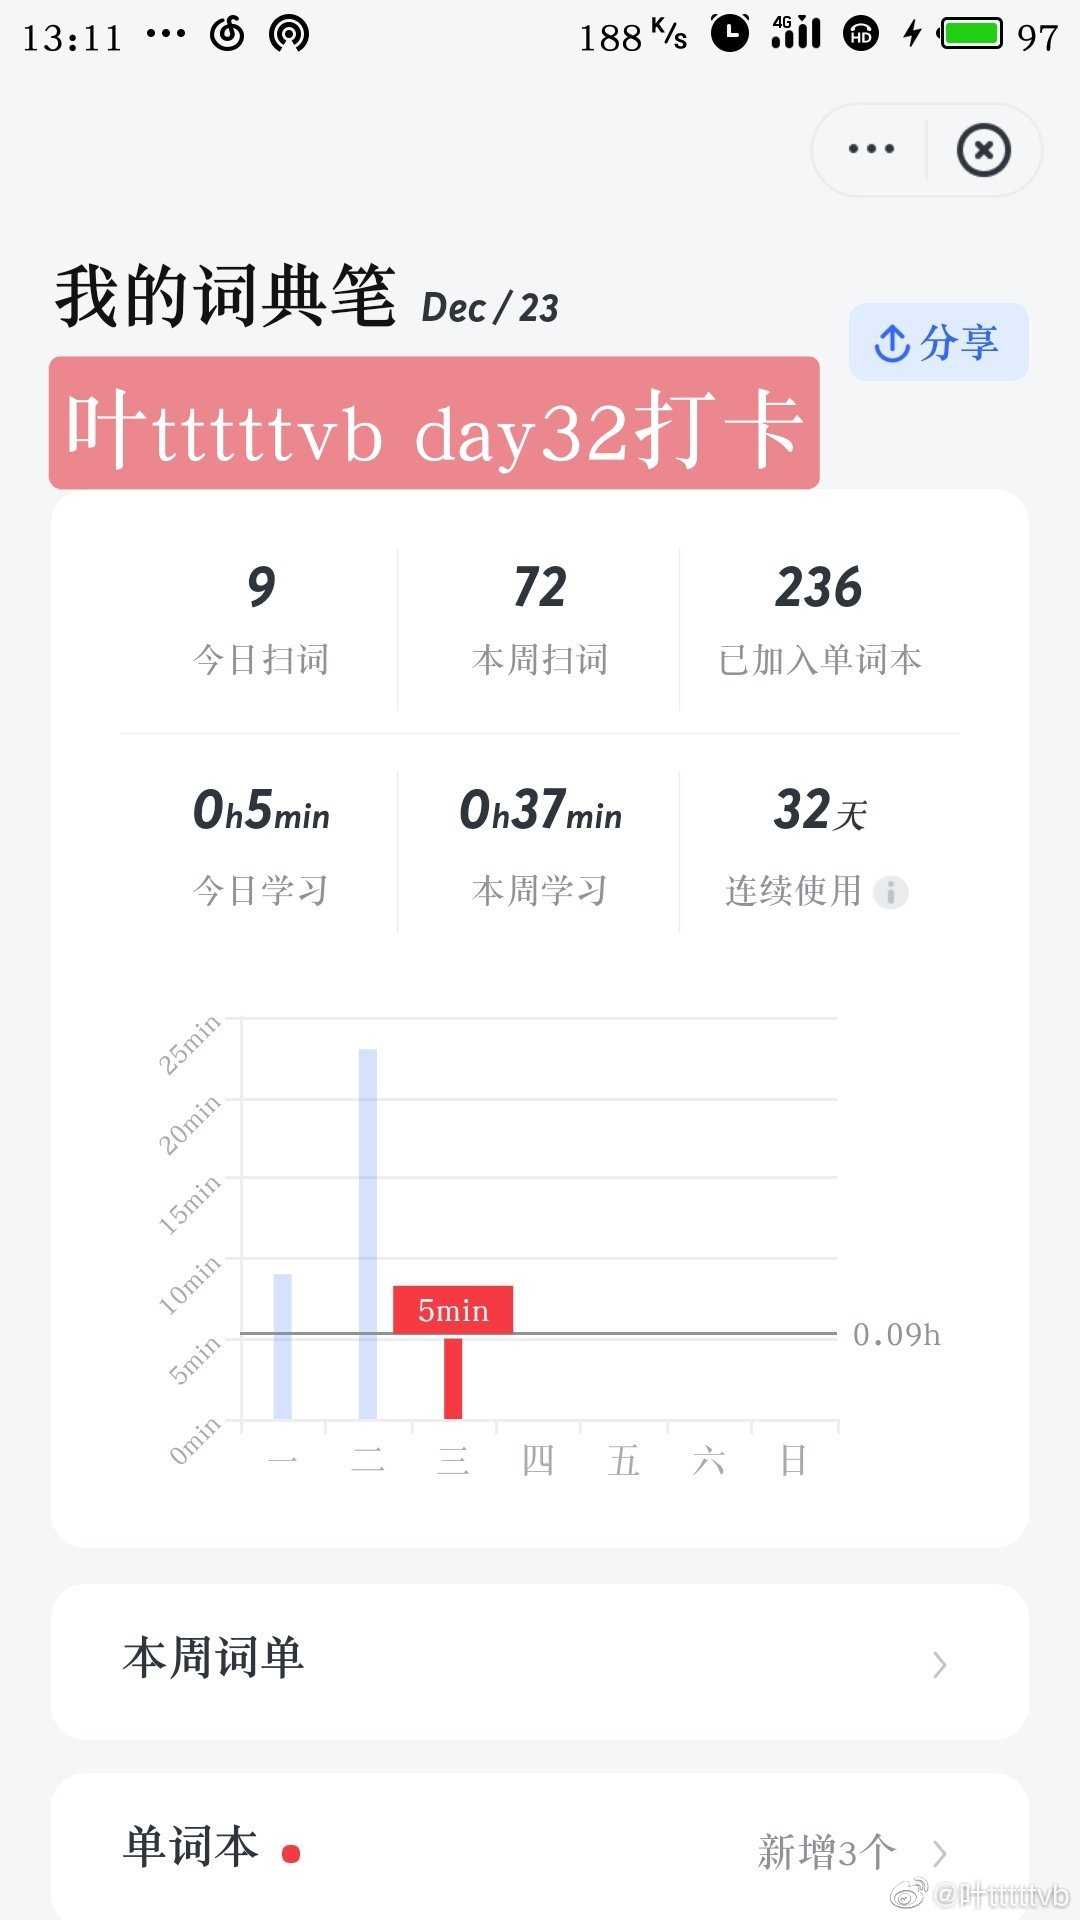 13:11 ··· 188 K/s 4G HD 97
···
我的词典笔 Dec / 23
分享
叶tttttvb day32打卡
9 72 236
今日扫词 本周扫词 已加入单词本
0h5min 0h37min 32天
今日学习 本周学习 连续使用
25min
20min
15min
10min
5min
0.09h
5min
0min
一 二 三 四 五 六 日
本周词单
单词本 新增3个
@叶tttttvb